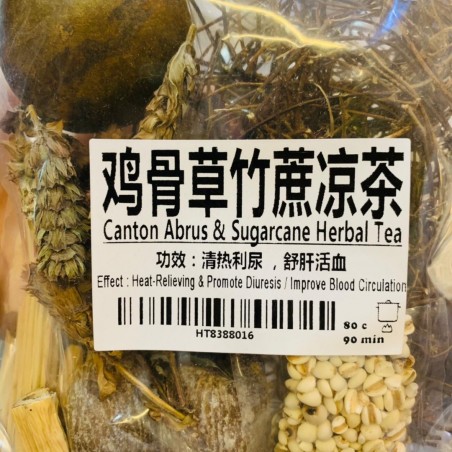 鸡骨草竹蔗凉茶
Canton Abrus & Sugarcane Herbal Tea
功效：清热利尿，舒肝活血
Effect : Heat-Relieving & Promote Diuresis / Improve Blood Circulation
HT8388016
80 c
90 min